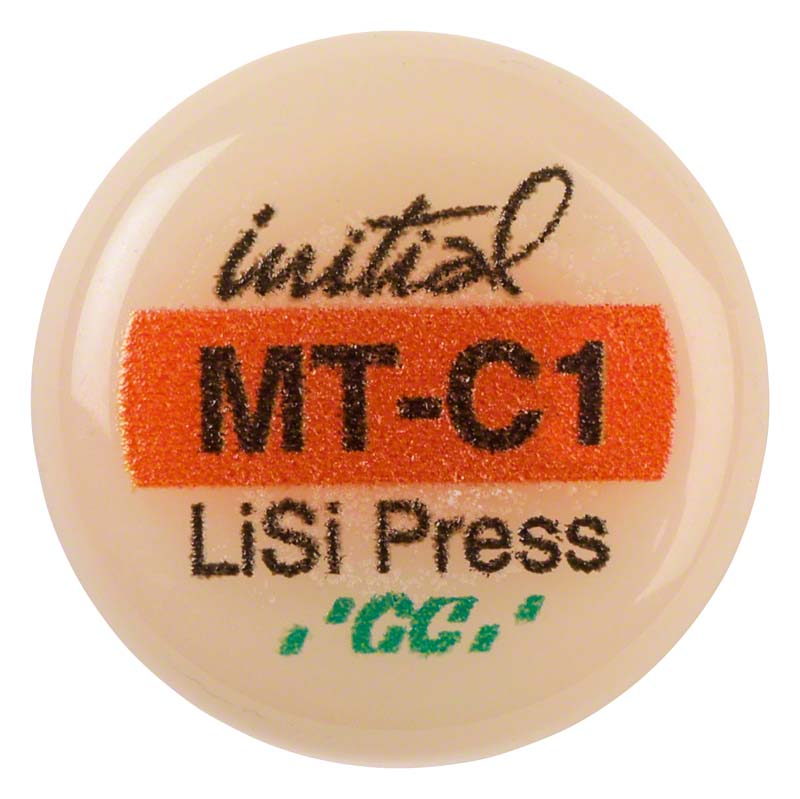 initial
MT-C1
LiSi Press
GC